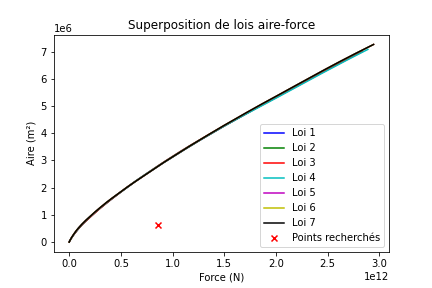 Superposition de lois aire-force
1e6
7
6
5
4
3
2
1
0
Aire (m²)
Loi 1
Loi 2
Loi 3
Loi 4
Loi 5
Loi 6
Loi 7
Points recherchés
0.0 0.5 1.0 1.5 2.0 2.5 3.0
1e12
Force (N)